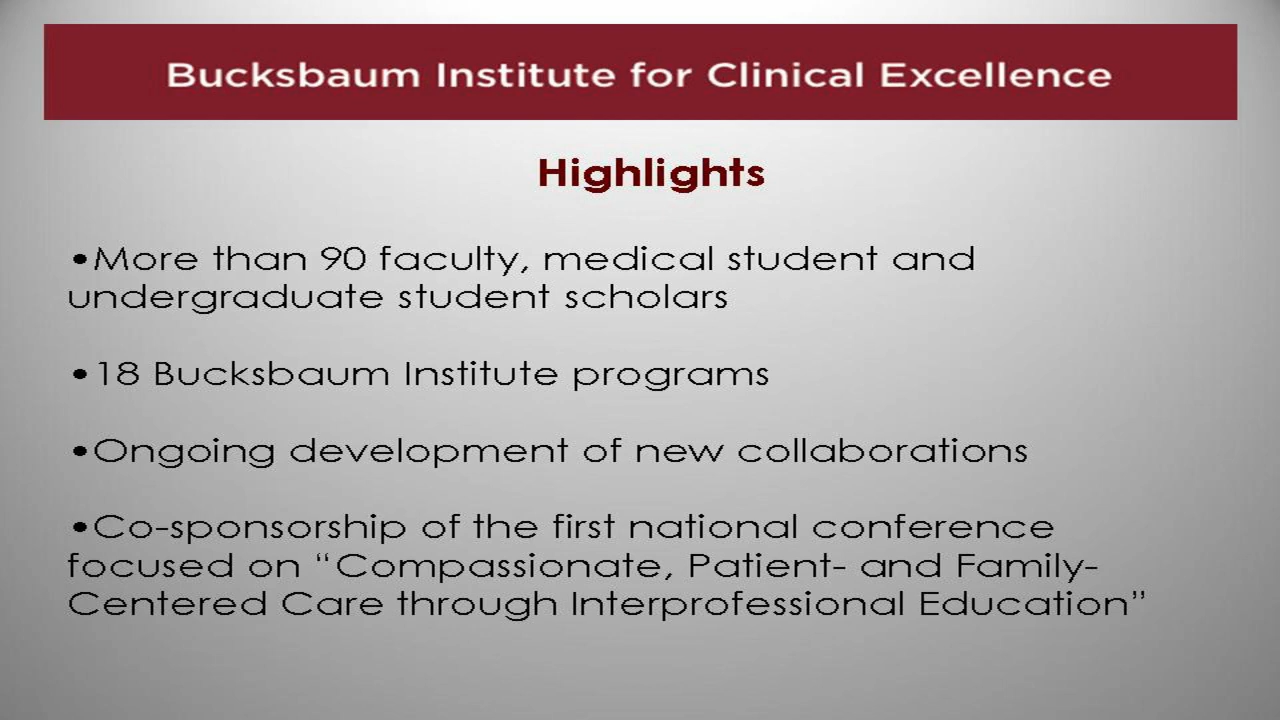 Bucksbaum Institute for Clinical Excellence
Highlights
•More than 90 faculty, medical student and
undergraduate student scholars
•18 Bucksbaum Institute programs
•Ongoing development of new collaborations
•Co-sponsorship of the first national conference
focused on “Compassionate, Patient- and Family-
Centered Care through Interprofessional Education”